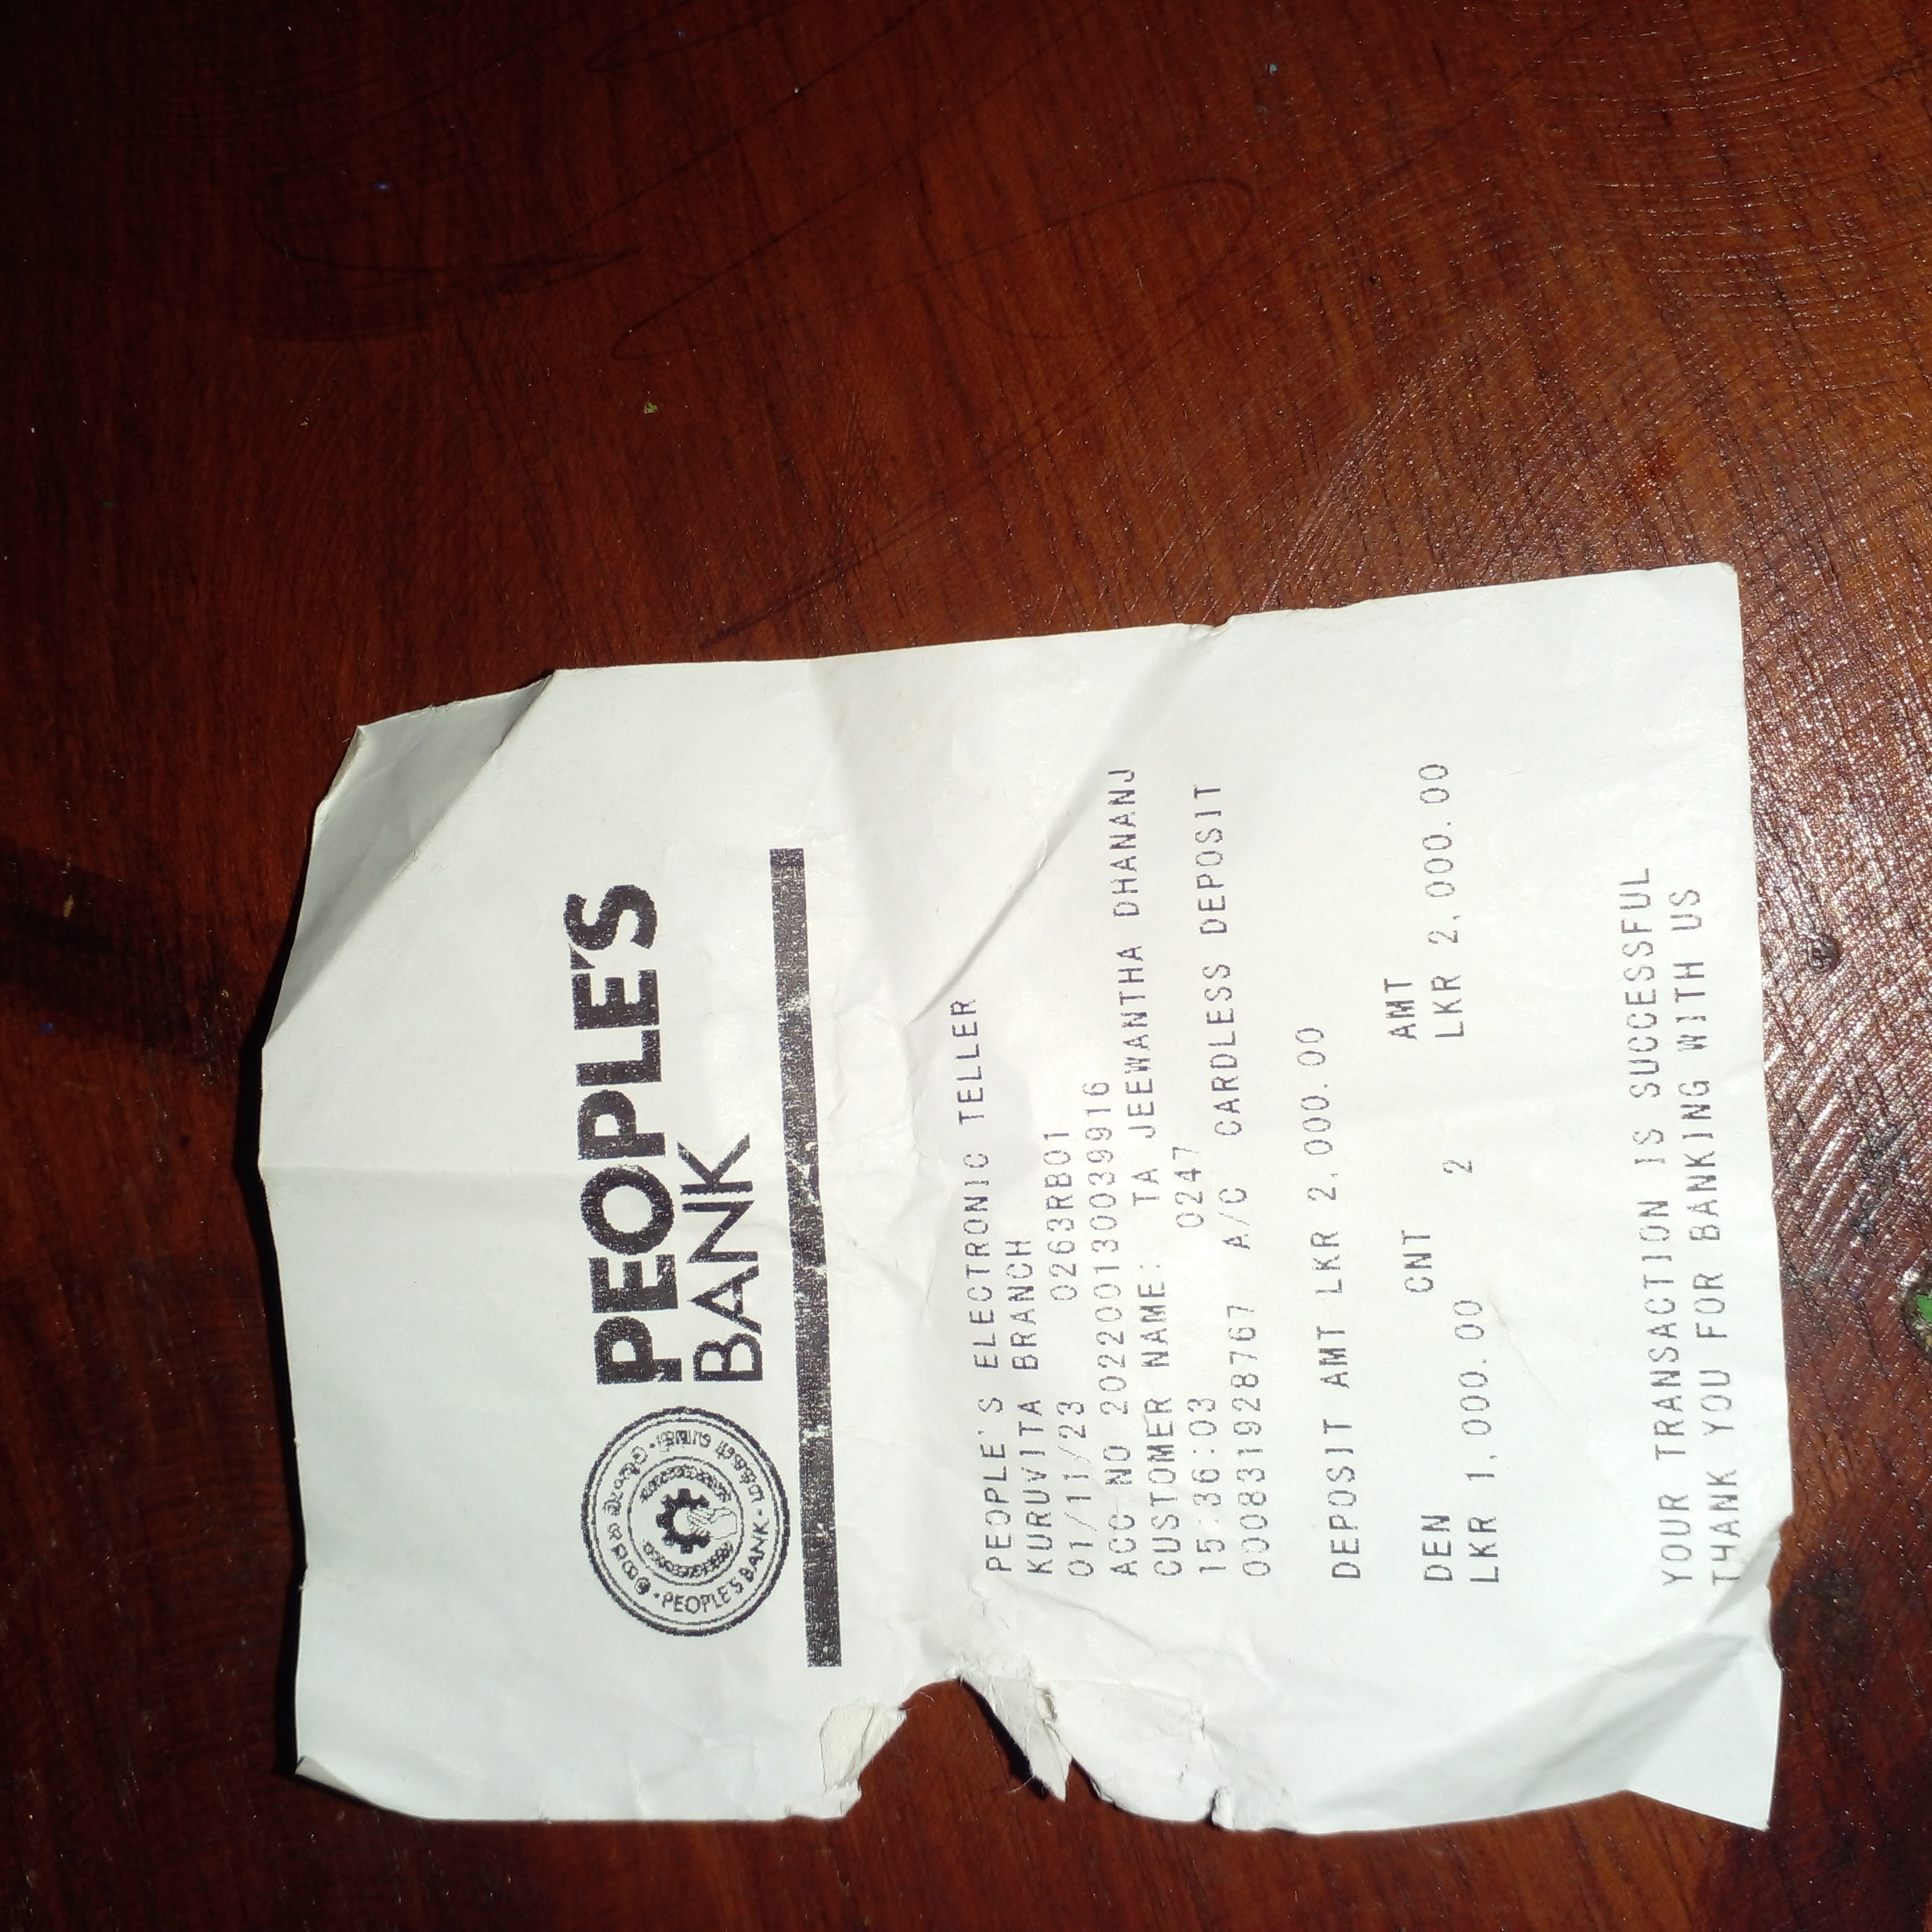 PEOPLE'S
BANK
PEOPLE'S BANK
PEOPLE'S ELECTRONIC TELLER
KURUVITA BRANCH
01/11/23 0263RB01
ACC NO 202200130039916
CUSTOMER NAME: TA JEEWANTHA DHANANJ
15:36:03 0247
000831928767 A/C CARDLESS DEPOSIT
DEPOSIT AMT LKR 2,000.00
DEN CNT AMT
LKR 1,000.00 2 LKR 2,000.00
YOUR TRANSACTION IS SUCCESSFUL
THANK YOU FOR BANKING WITH US